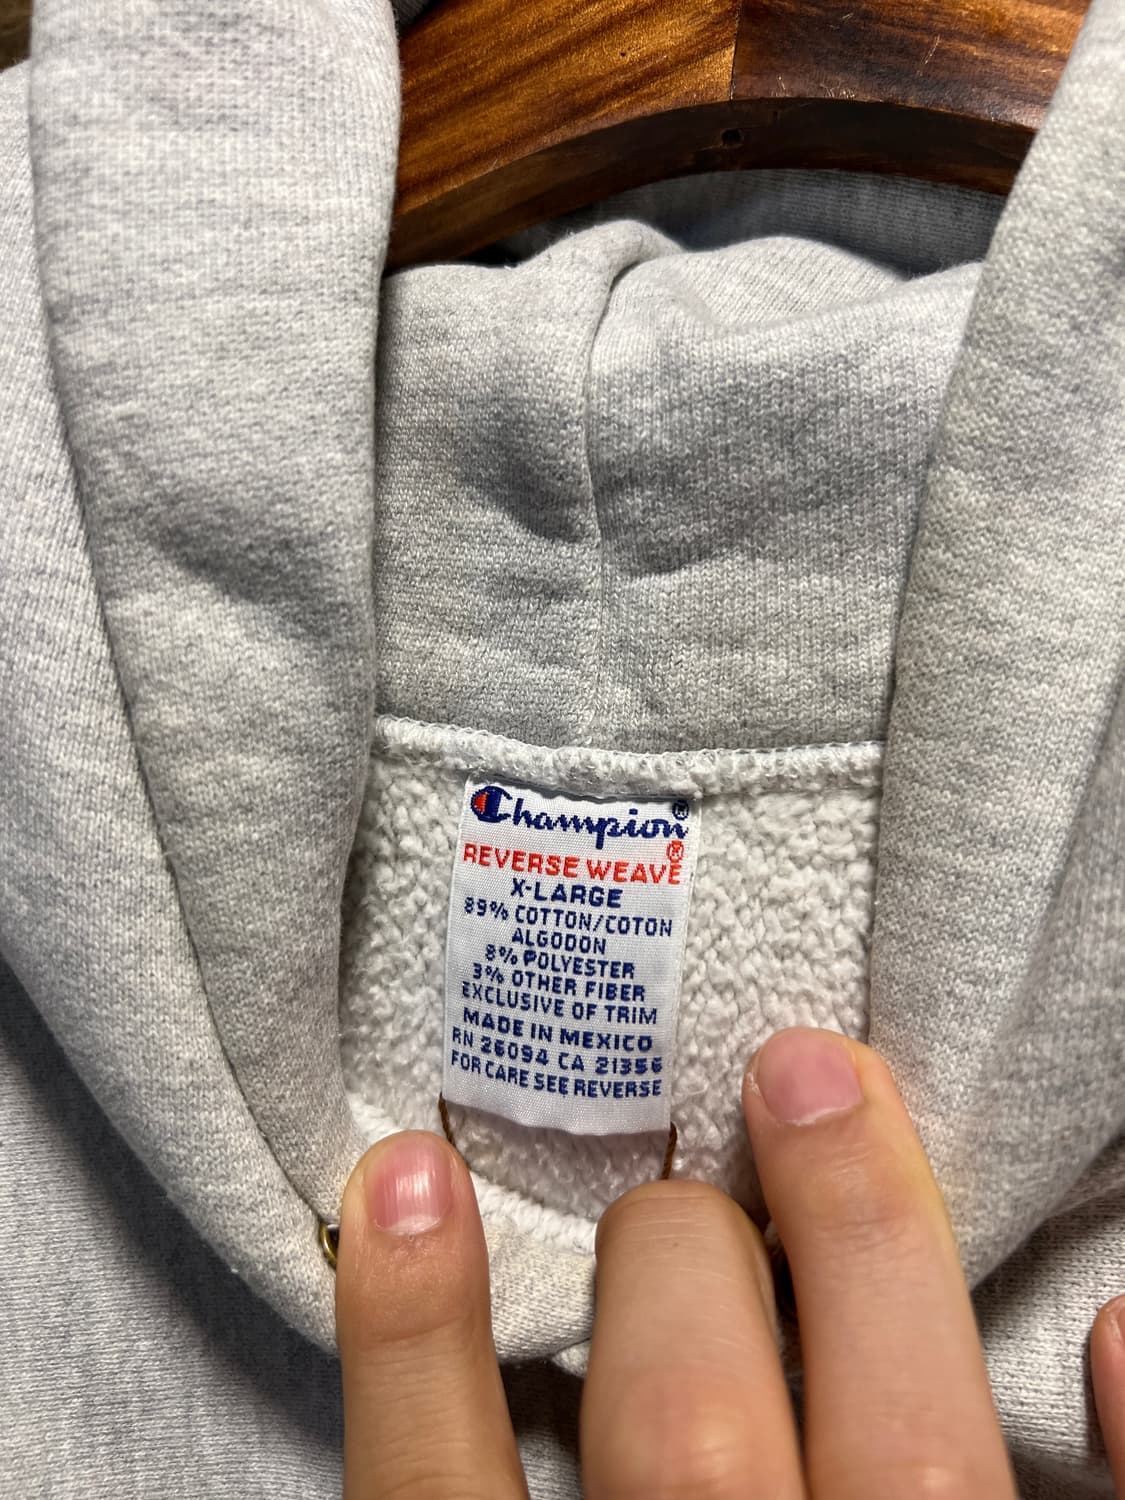 Champion®
REVERSE WEAVE®
X-LARGE
89% COTTON/COTON
ALGODON
8% POLYESTER
3% OTHER FIBER
EXCLUSIVE OF TRIM
MADE IN MEXICO
RN 26094 CA 21356
FOR CARE SEE REVERSE